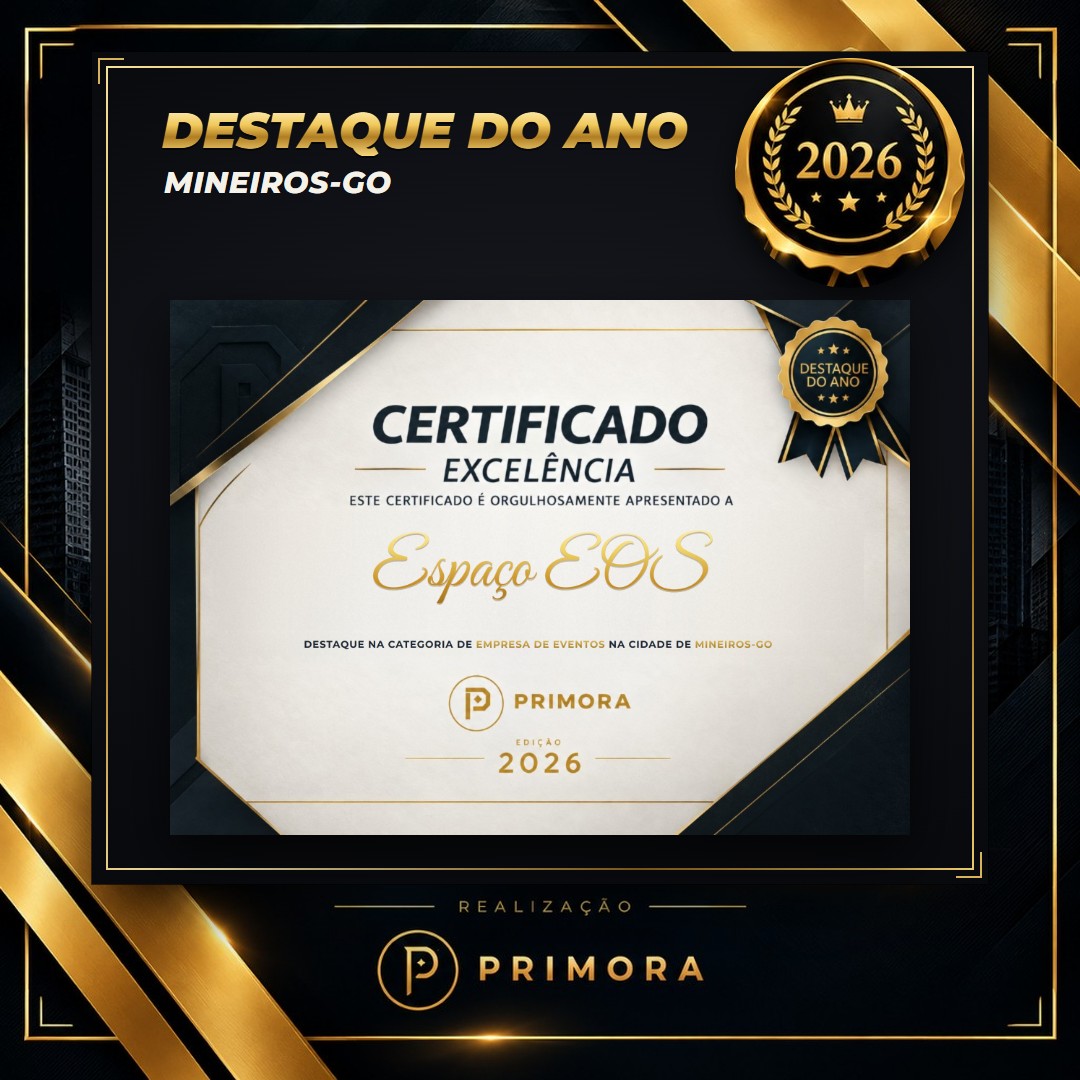 DESTAQUE DO ANO
MINEIROS-GO
2026
DESTAQUE
DO ANO
CERTIFICADO
EXCELÊNCIA
ESTE CERTIFICADO É ORGULHOSAMENTE APRESENTADO A
Espaço EOS
DESTAQUE NA CATEGORIA DE EMPRESA DE EVENTOS NA CIDADE DE MINEIROS-GO
PRIMORA
EDIÇÃO
2026
REALIZAÇÃO
PRIMORA